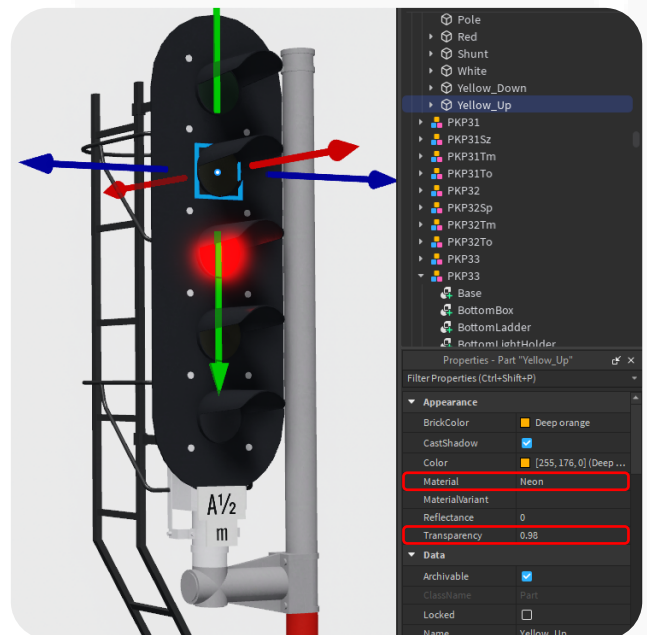 Pole
Red
Shunt
White
Yellow_Down
Yellow_Up
PKP31
PKP31Sz
PKP31Tm
PKP31To
PKP32
PKP32Sp
PKP32Tm
PKP32To
PKP33
PKP33
Base
BottomBox
BottomLadder
BottomLightHolder
Properties - Part "Yellow_Up"
Filter Properties (Ctrl+Shift+P)
Appearance
BrickColor Deep orange
CastShadow
Color [255, 176, 0] (Deep ...
Material Neon
MaterialVariant
Reflectance 0
Transparency 0.98
Data
Archivable
ClassName Part
Locked
Name Yellow_Up
A½
m